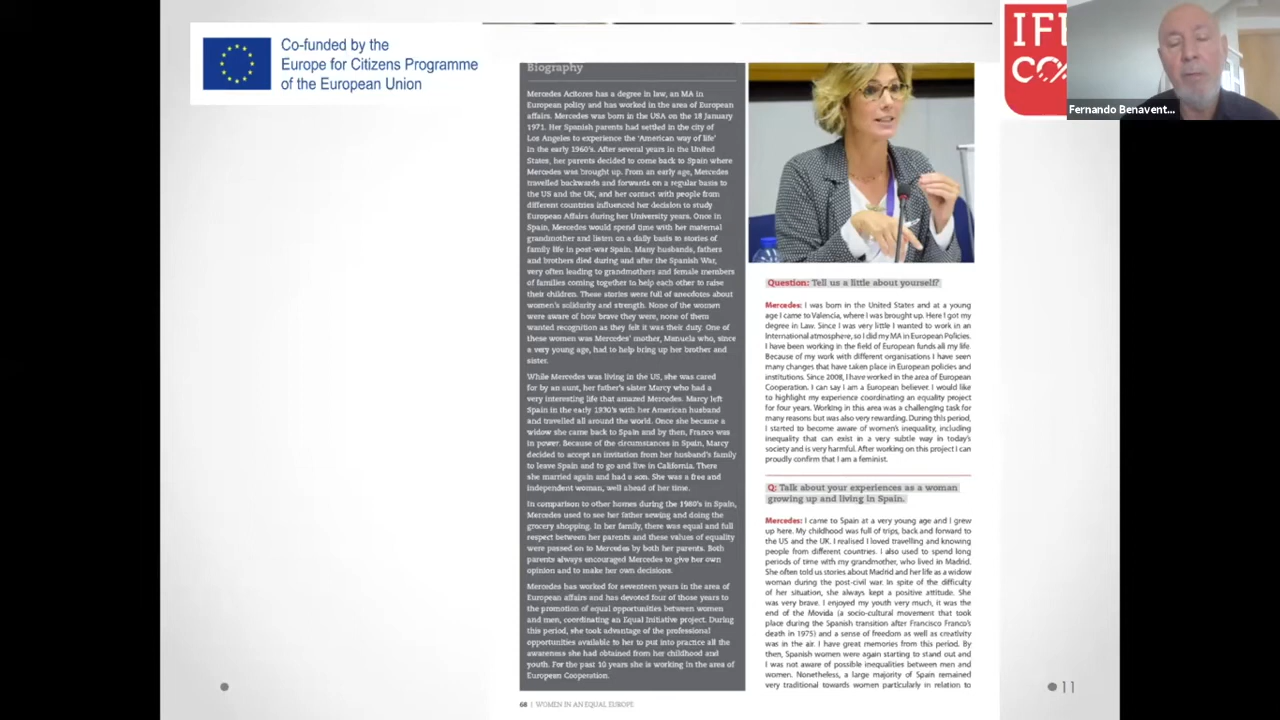 Co-funded by the
Europe for Citizens Programme
of the European Union
Biography
Mercedes Acitores has a degree in law, an MA in
European policy and has worked in the area of European
affairs. Mercedes was born in the USA on the 18 January
1971. Her Spanish parents had settled in the city of
Los Angeles to experience the 'American way of life'
in the early 1960's. After several years in the United
States, her parents decided to come back to Spain where
Mercedes was brought up. From an early age, Mercedes
travelled backwards and forwards on a regular basis to
the US and the UK, and her contact with people from
different countries influenced her decision to study
European Affairs during her University years. Once in
Spain, Mercedes would spend time with her maternal
grandmother and listen on a daily basis to stories of
family life in post-war Spain. Many husbands, fathers
and brothers died during and after the Spanish War,
very often leading to grandmothers and female members
of families coming together to help each other to raise
their children. These stories were full of anecdotes about
women's solidarity and strength. None of the women
were aware of how brave they were, none of them
wanted recognition as they felt it was their duty. One of
these women was Mercedes' mother, Manuela who, since
a very young age, had to help bring up her brother and
sister.
While Mercedes was living in the US, she was cared
for by an aunt, her father's sister Marcy who had a
very interesting life that amazed Mercedes. Marcy left
Spain in the early 1930's with her American husband
and travelled all around the world. Once she became a
widow she came back to Spain and by then, Franco was
in power. Because of the circumstances in Spain, Marcy
decided to accept an invitation from her husband's family
to leave Spain and to go and live in California. There
she married again and had a son. She was a free and
independent woman, well ahead of her time.
In comparison to other homes during the 1980's in Spain,
Mercedes used to see her father sewing and doing the
grocery shopping. In her family, there was equal and full
respect between her parents and these values of equality
were passed on to Mercedes by both her parents. Both
parents always encouraged Mercedes to give her own
opinion and to make her own decisions.
Mercedes has worked for seventeen years in the area of
European affairs and has devoted four of those years to
the promotion of equal opportunities between women
and men, coordinating an Equal Initiative project. During
this period, she took advantage of the professional
opportunities available to her to put into practice all the
awareness she had obtained from her childhood and
youth. For the past 10 years she is working in the area of
European Cooperation.
68 | WOMEN IN AN EQUAL EUROPE
Question: Tell us a little about yourself?
Mercedes: I was born in the United States and at a young
age I came to Valencia, where I was brought up. Here I got my
degree in Law. Since I was very little I wanted to work in an
International atmosphere, so I did my MA in European Policies.
I have been working in the field of European funds all my life.
Because of my work with different organisations I have seen
many changes that have taken place in European policies and
institutions. Since 2008, I have worked in the area of European
Cooperation. I can say I am a European believer. I would like
to highlight my experience coordinating an equality project
for four years. Working in this area was a challenging task for
many reasons but was also very rewarding. During this period,
I started to become aware of women's inequality, including
inequality that can exist in a very subtle way in today's
society and is very harmful. After working on this project I can
proudly confirm that I am a feminist.
Q: Talk about your experiences as a woman
growing up and living in Spain.
Mercedes: I came to Spain at a very young age and I grew
up here. My childhood was full of trips, back and forward to
the US and the UK. I realised I loved travelling and knowing
people from different countries. I also used to spend long
periods of time with my grandmother, who lived in Madrid.
She often told us stories about Madrid and her life as a widow
woman during the post-civil war. In spite of the difficulty
of her situation, she always kept a positive attitude. She
was very brave. I enjoyed my youth very much, it was the
end of the Movida (a socio-cultural movement that took
place during the Spanish transition after Francisco Franco's
death in 1975) and a sense of freedom as well as creativity
was in the air. I have great memories from this period. By
then, Spanish women were again starting to stand out and
I was not aware of possible inequalities between men and
women. Nonetheless, a large majority of Spain remained
very traditional towards women particularly in relation to
11
Fernando Benavent...